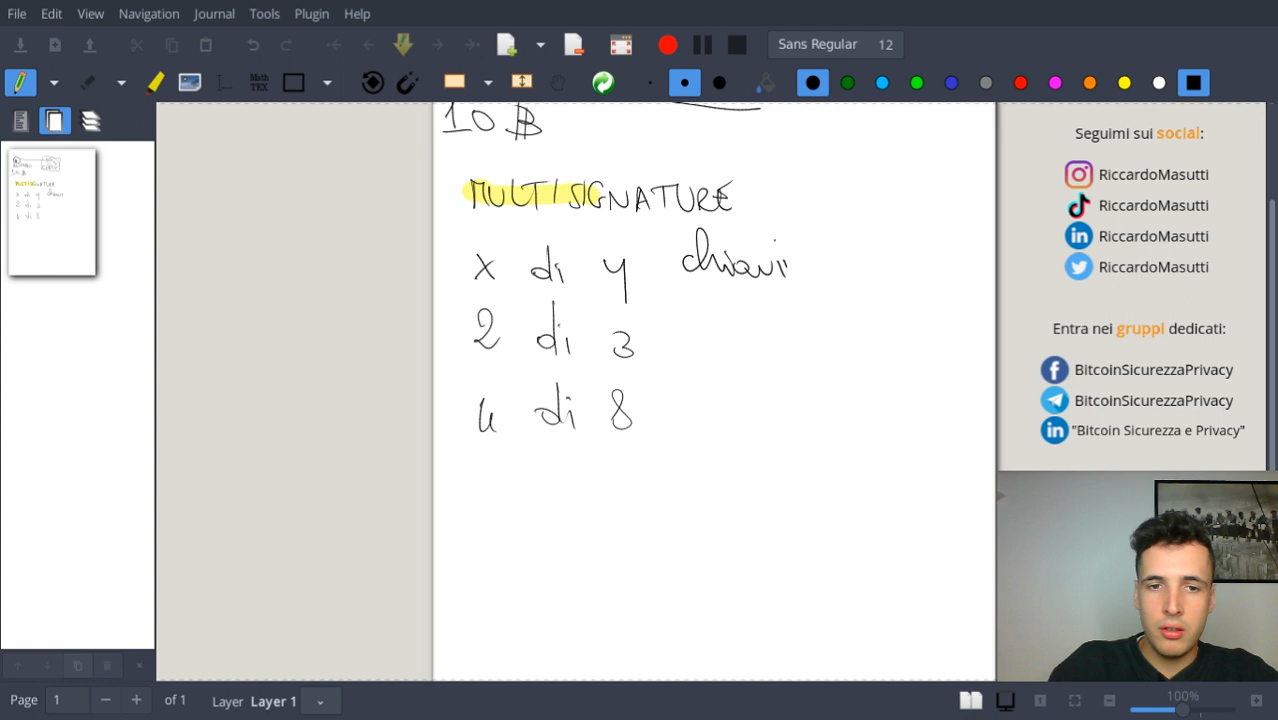 File Edit View Navigation Journal Tools Plugin Help
Sans Regular 12
Math TEX
10 ₿
MULTISIGNATURE
x di y chiavi
2 di 3
4 di 8
Seguimi sui social:
RiccardoMasutti
RiccardoMasutti
RiccardoMasutti
RiccardoMasutti
Entra nei gruppi dedicati:
BitcoinSicurezzaPrivacy
BitcoinSicurezzaPrivacy
"Bitcoin Sicurezza e Privacy"
Page 1 of 1 Layer Layer 1 100%